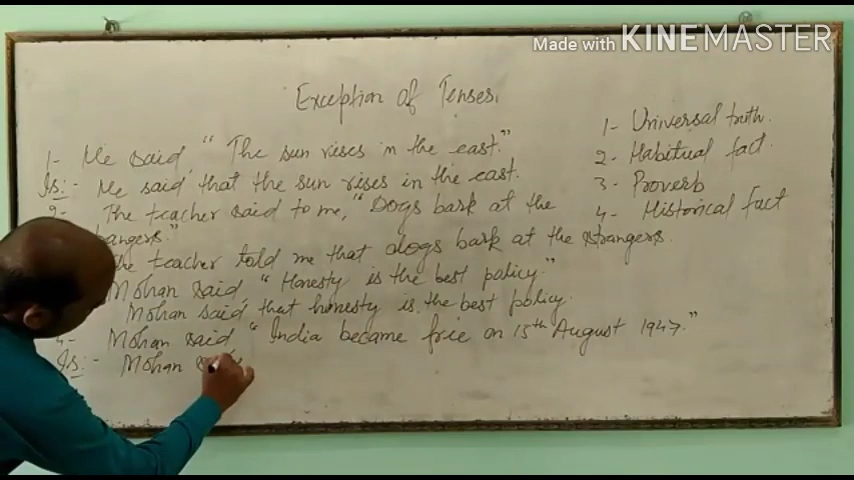 Made with KINEMASTER
Exception of Tenses.
1- He said "The sun rises in the east."
Is:- He said that the sun rises in the east.
2- The teacher said to me, "Dogs bark at the
strangers."
The teacher told me that dogs bark at the strangers.
Mohan said, "Honesty is the best policy."
Mohan said that honesty is the best policy.
4- Mohan said, "India became free on 15th August 1947."
Is:- Mohan
1- Universal truth.
2- Habitual fact.
3- Proverb
4- Historical fact